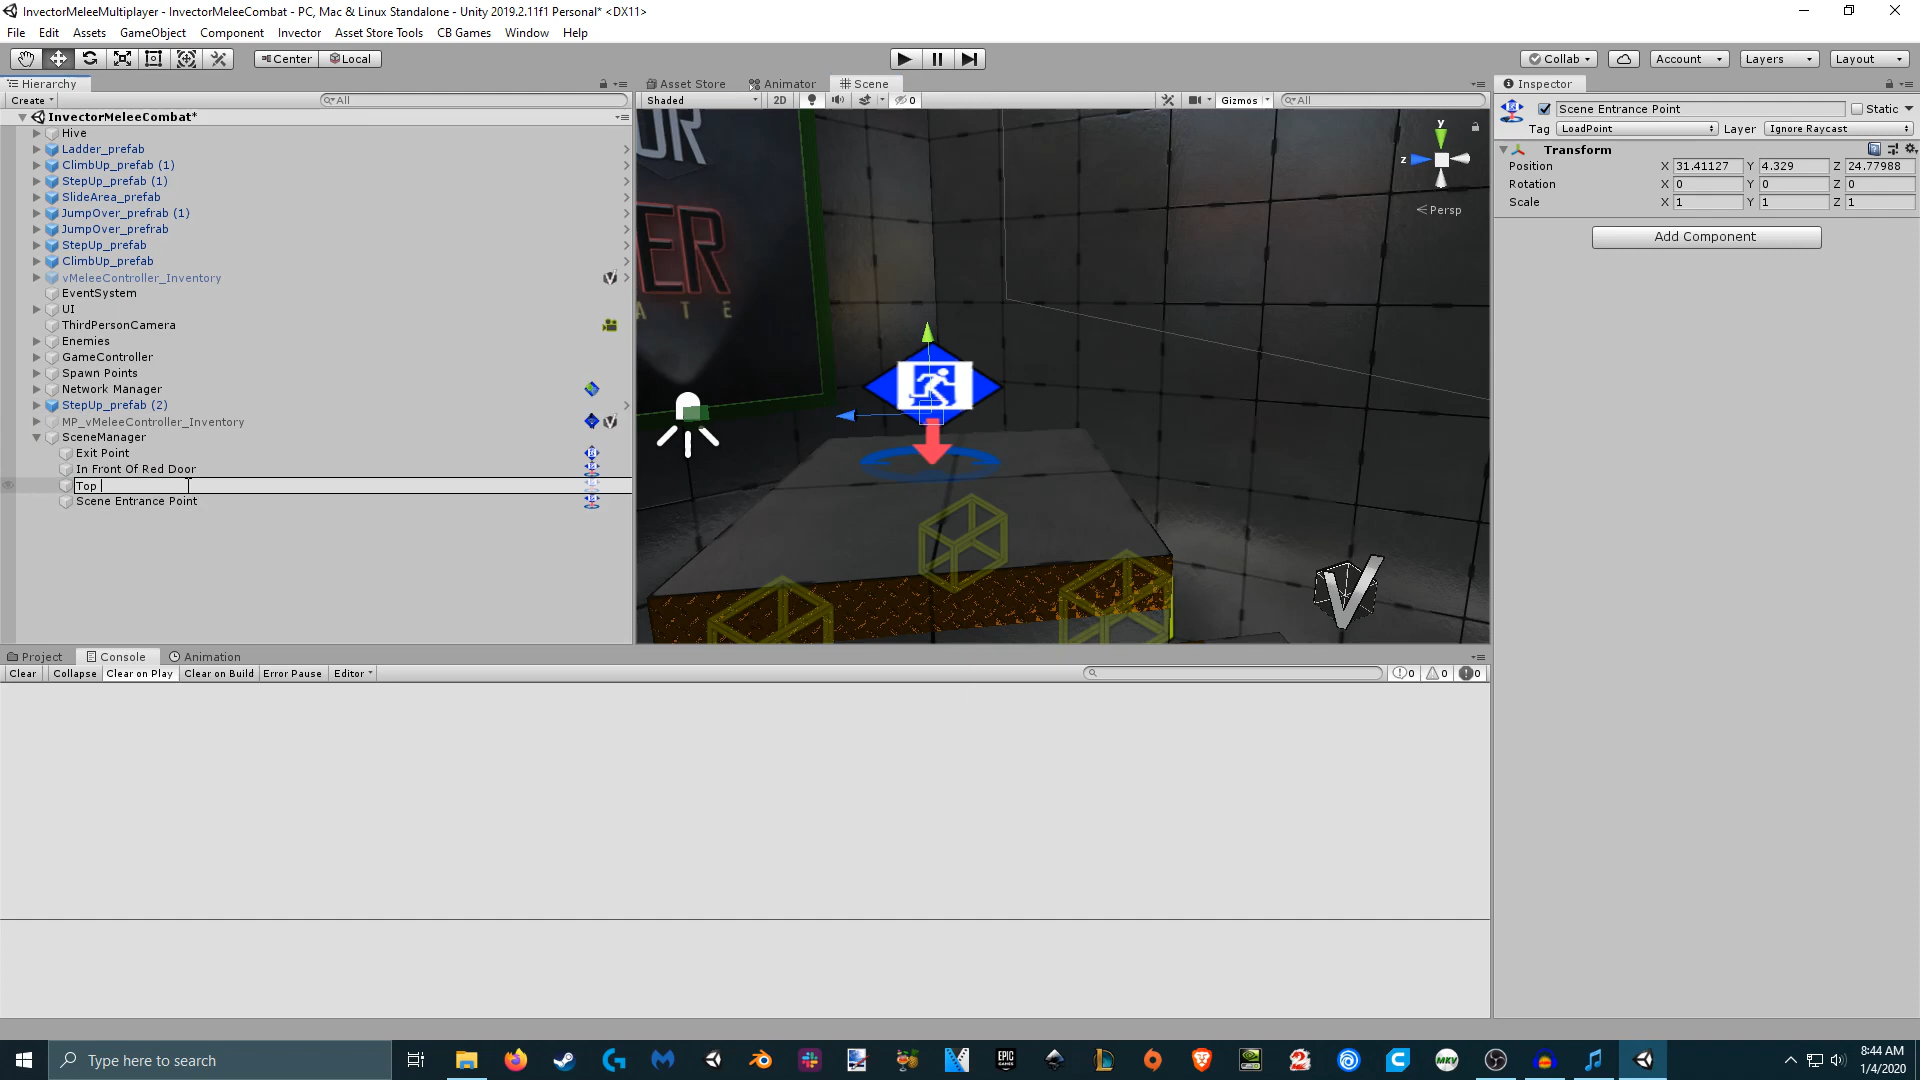 InvectorMeleeMultiplayer - InvectorMeleeCombat - PC, Mac & Linux Standalone - Unity 2019.2.11f1 Personal* <DX11>
File Edit Assets GameObject Component Invector Asset Store Tools CB Games Window Help
Center Local Collab Account Layers Layout
Hierarchy
Create All
InvectorMeleeCombat*
Hive
Ladder_prefab
ClimbUp_prefab (1)
StepUp_prefab (1)
SlideArea_prefab
JumpOver_prefrab (1)
JumpOver_prefrab
StepUp_prefab
ClimbUp_prefab
vMeleeController_Inventory
EventSystem
UI
ThirdPersonCamera
Enemies
GameController
Spawn Points
Network Manager
StepUp_prefab (2)
MP_vMeleeController_Inventory
SceneManager
Exit Point
In Front Of Red Door
Top
Scene Entrance Point
Asset Store Animator Scene
Shaded 2D 0 Gizmos All
y
z
Persp
Inspector
Scene Entrance Point Static
Tag LoadPoint Layer Ignore Raycast
Transform
Position X 31.41127 Y 4.329 Z 24.77988
Rotation X 0 Y 0 Z 0
Scale X 1 Y 1 Z 1
Add Component
Project Console Animation
Clear Collapse Clear on Play Clear on Build Error Pause Editor 0 0 0
Type here to search
8:44 AM
1/4/2020